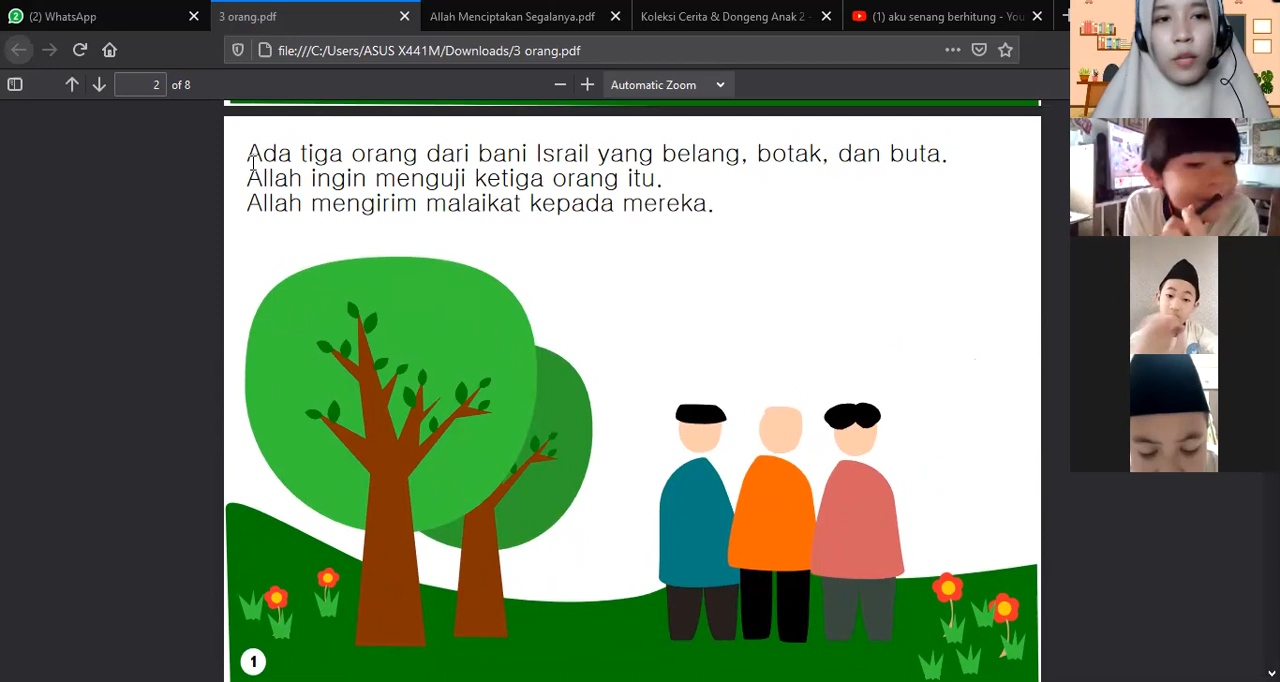 (2) WhatsApp
3 orang.pdf
Allah Menciptakan Segalanya.pdf
Koleksi Cerita & Dongeng Anak 2 -
(1) aku senang berhitung - You
file:///C:/Users/ASUS X441M/Downloads/3 orang.pdf
2 of 8
Automatic Zoom
Ada tiga orang dari bani Israil yang belang, botak, dan buta.
Allah ingin menguji ketiga orang itu.
Allah mengirim malaikat kepada mereka.
1